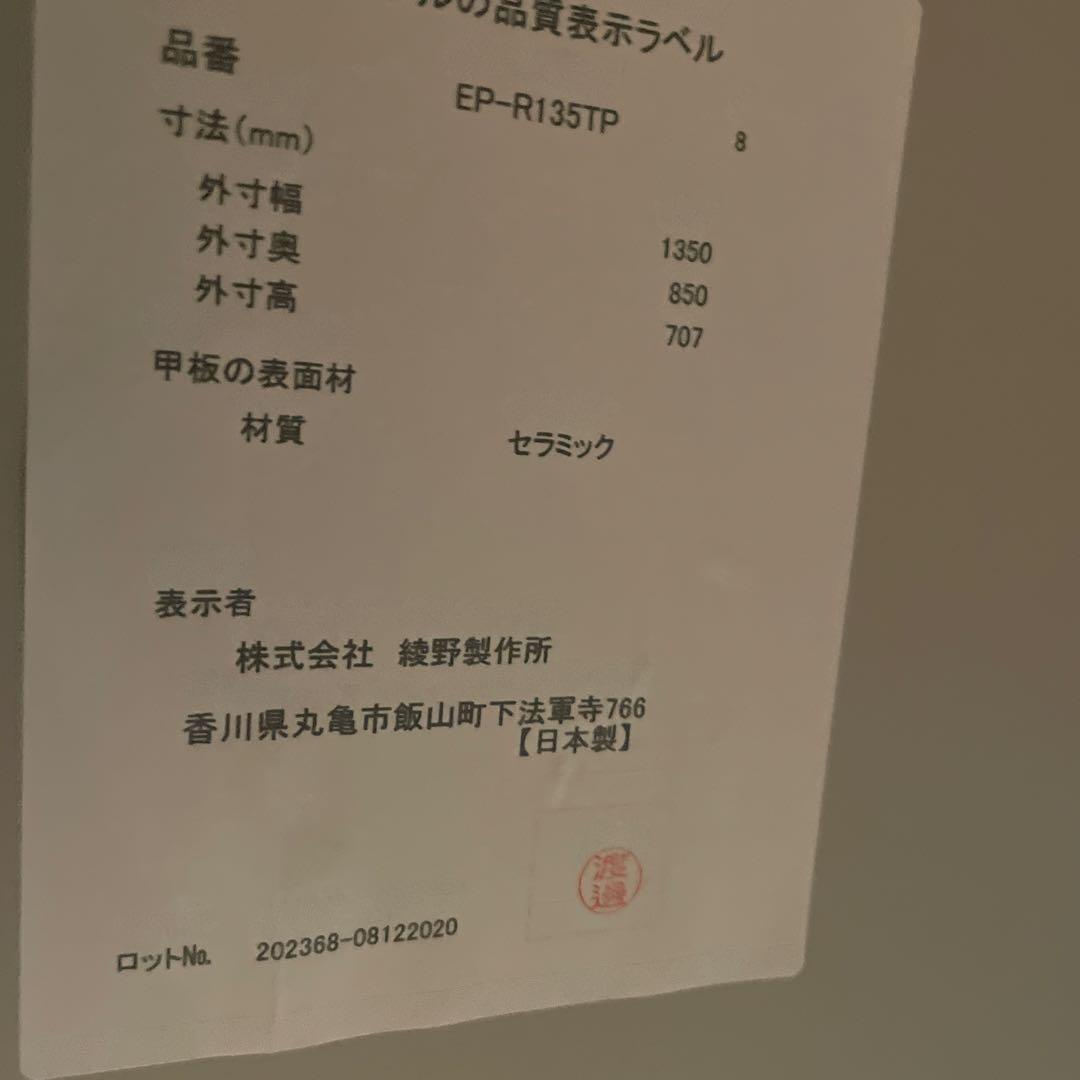 ルの品質表示ラベル
品番 EP-R135TP 8
寸法(mm)
外寸幅 1350
外寸奥 850
外寸高 707
甲板の表面材
材質 セラミック
表示者
株式会社 綾野製作所
香川県丸亀市飯山町下法軍寺766
【日本製】
渡邊
ロットNo. 202368-08122020